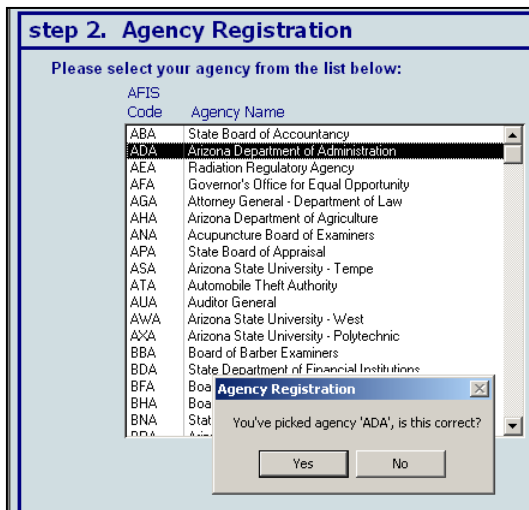 step 2. Agency Registration
Please select your agency from the list below:
AFIS
Code Agency Name
ABA State Board of Accountancy
ADA Arizona Department of Administration
AEA Radiation Regulatory Agency
AFA Governor's Office for Equal Opportunity
AGA Attorney General - Department of Law
AHA Arizona Department of Agriculture
ANA Acupuncture Board of Examiners
APA State Board of Appraisal
ASA Arizona State University - Tempe
ATA Automobile Theft Authority
AUA Auditor General
AWA Arizona State University - West
AXA Arizona State University - Polytechnic
BBA Board of Barber Examiners
BDA State Department of Financial Institutions
BFA Boa
BHA Boa
BNA Stat
Agency Registration
You've picked agency 'ADA', is this correct?
Yes No